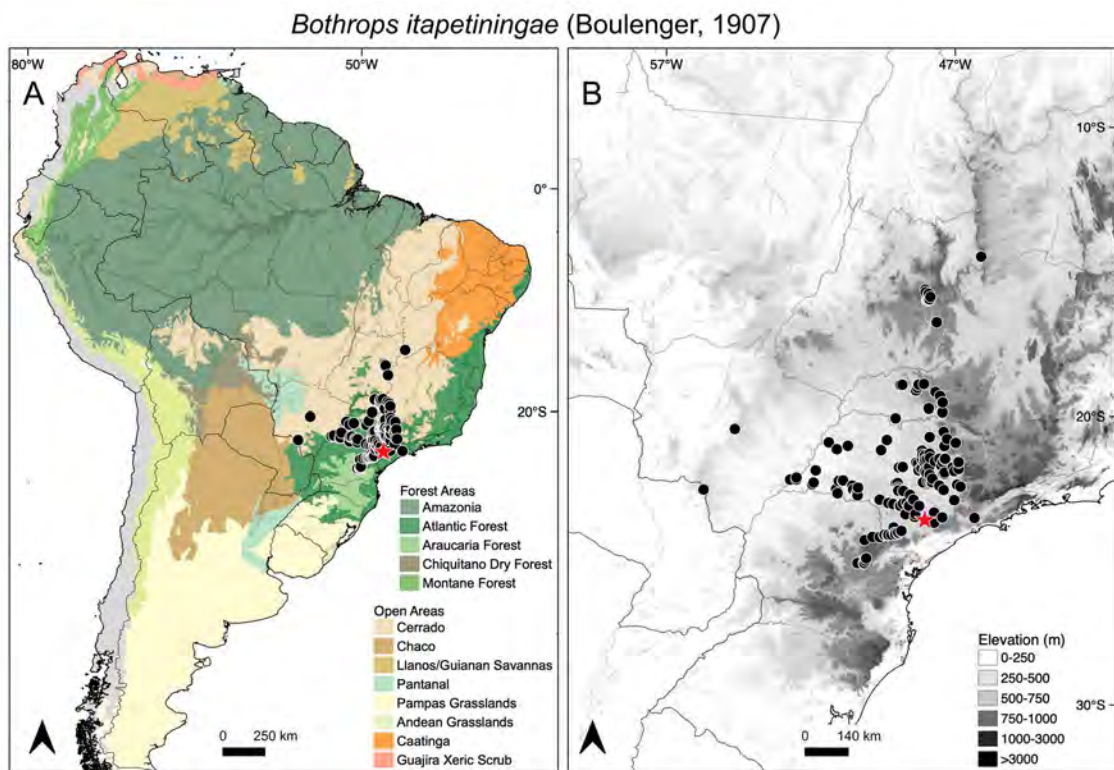 Bothrops itapetiningae (Boulenger, 1907)
80°W
50°W
A
0°
20°S
Forest Areas
Amazonia
Atlantic Forest
Araucaria Forest
Chiquitano Dry Forest
Montane Forest
Open Areas
Cerrado
Chaco
Llanos/Guianan Savannas
Pantanal
Pampas Grasslands
Andean Grasslands
Caatinga
Guajira Xeric Scrub
0 250 km
57°W
47°W
B
10°S
20°S
30°S
Elevation (m)
0-250
250-500
500-750
750-1000
1000-3000
>3000
0 140 km